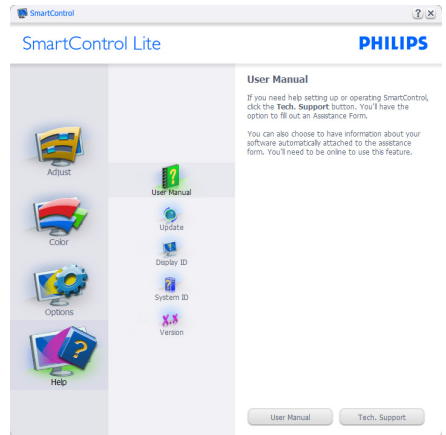 SmartControl
SmartControl Lite
PHILIPS
Adjust
Color
Options
Help
User Manual
Update
Display ID
System ID
X.X
Version
User Manual
If you need help setting up or operating SmartControl,
click the Tech. Support button. You'll have the
option to fill out an Assistance Form.
You can also choose to have information about your
software automatically attached to the assistance
form. You'll need to be online to use this feature.
User Manual
Tech. Support